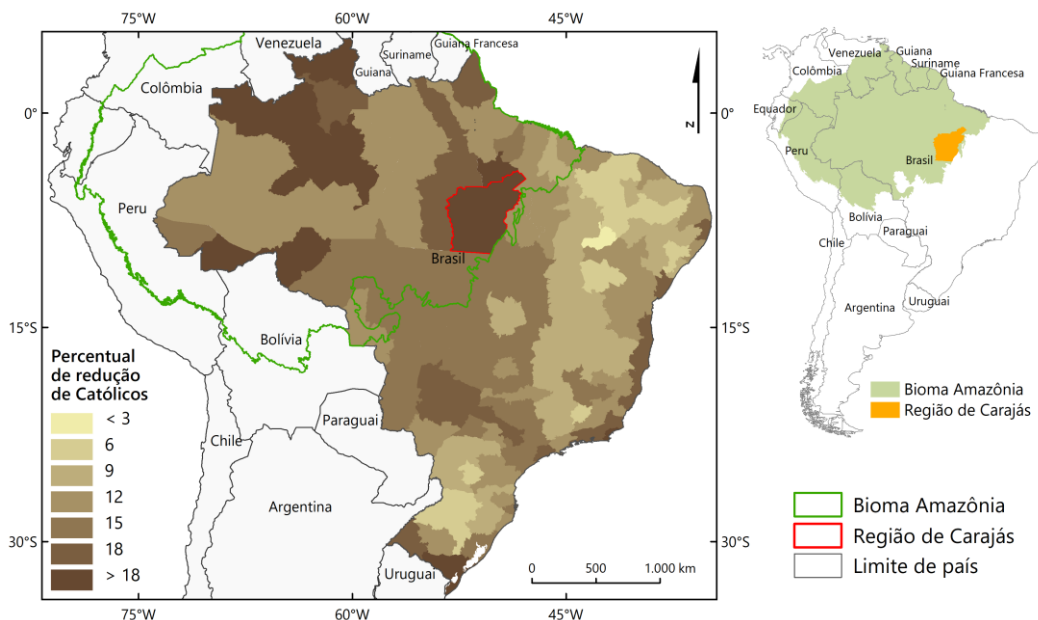 75°W
60°W
45°W
Venezuela
Guiana Francesa
Suriname
Guiana
Colômbia
0°
N
Peru
Brasil
15°S
Bolívia
Paraguai
Chile
Argentina
30°S
Uruguai
Percentual
de redução
de Católicos
< 3
6
9
12
15
18
> 18
0 500 1.000 km
75°W
60°W
45°W
Venezuela
Guiana
Suriname
Guiana Francesa
Colômbia
Equador
Peru
Brasil
Bolívia
Paraguai
Chile
Argentina
Uruguai
Bioma Amazônia
Região de Carajás
Bioma Amazônia
Região de Carajás
Limite de país